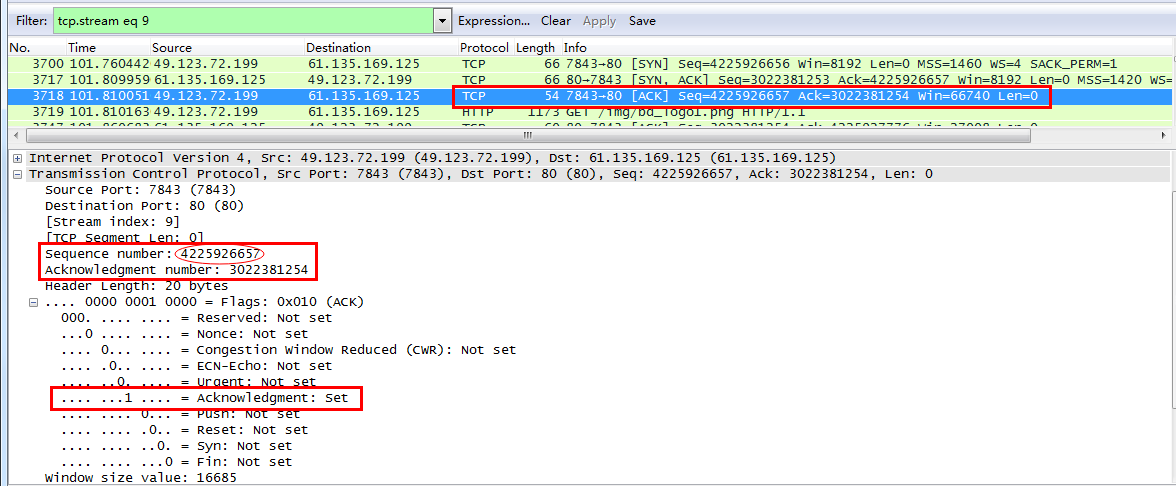 Filter: tcp.stream eq 9 Expression... Clear Apply Save
No. Time Source Destination Protocol Length Info
3700 101.760442 49.123.72.199 61.135.169.125 TCP 66 7843→80 [SYN] Seq=4225926656 Win=8192 Len=0 MSS=1460 WS=4 SACK_PERM=1
3717 101.809959 61.135.169.125 49.123.72.199 TCP 66 80→7843 [SYN, ACK] Seq=3022381253 Ack=4225926657 Win=8192 Len=0 MSS=1420 WS=
3718 101.810051 49.123.72.199 61.135.169.125 TCP 54 7843→80 [ACK] Seq=4225926657 Ack=3022381254 Win=66740 Len=0
3719 101.810163 49.123.72.199 61.135.169.125 HTTP 1173 GET /img/bd_logo1.png HTTP/1.1
Internet Protocol Version 4, Src: 49.123.72.199 (49.123.72.199), Dst: 61.135.169.125 (61.135.169.125)
Transmission Control Protocol, Src Port: 7843 (7843), Dst Port: 80 (80), Seq: 4225926657, Ack: 3022381254, Len: 0
Source Port: 7843 (7843)
Destination Port: 80 (80)
[Stream index: 9]
[TCP Segment Len: 0]
Sequence number: 4225926657
Acknowledgment number: 3022381254
Header Length: 20 bytes
.... 0000 0001 0000 = Flags: 0x010 (ACK)
000. .... .... = Reserved: Not set
...0 .... .... = Nonce: Not set
.... 0... .... = Congestion Window Reduced (CWR): Not set
.... .0.. .... = ECN-Echo: Not set
.... ..0. .... = Urgent: Not set
.... ...1 .... = Acknowledgment: Set
.... .... 0... = Push: Not set
.... .... .0.. = Reset: Not set
.... .... ..0. = Syn: Not set
.... .... ...0 = Fin: Not set
Window size value: 16685